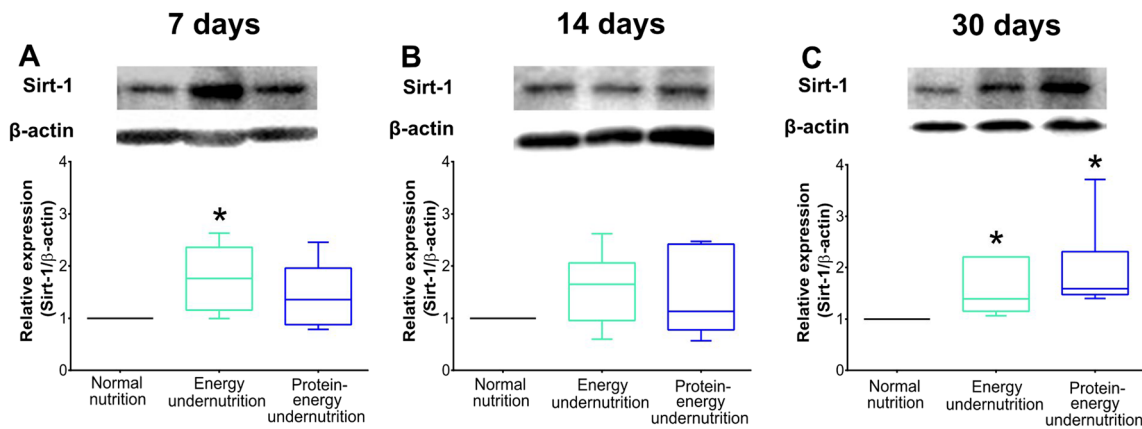 7 days
14 days
30 days
A
Sirt-1
β-actin
Relative expression
(Sirt-1/β-actin)
4
3
2
1
0
*
Normal
nutrition
Energy
undernutrition
Protein-
energy
undernutrition
B
Sirt-1
β-actin
Relative expression
(Sirt-1/β-actin)
4
3
2
1
0
Normal
nutrition
Energy
undernutrition
Protein-
energy
undernutrition
C
Sirt-1
β-actin
Relative expression
(Sirt-1/β-actin)
4
3
2
1
0
*
*
Normal
nutrition
Energy
undernutrition
Protein-
energy
undernutrition